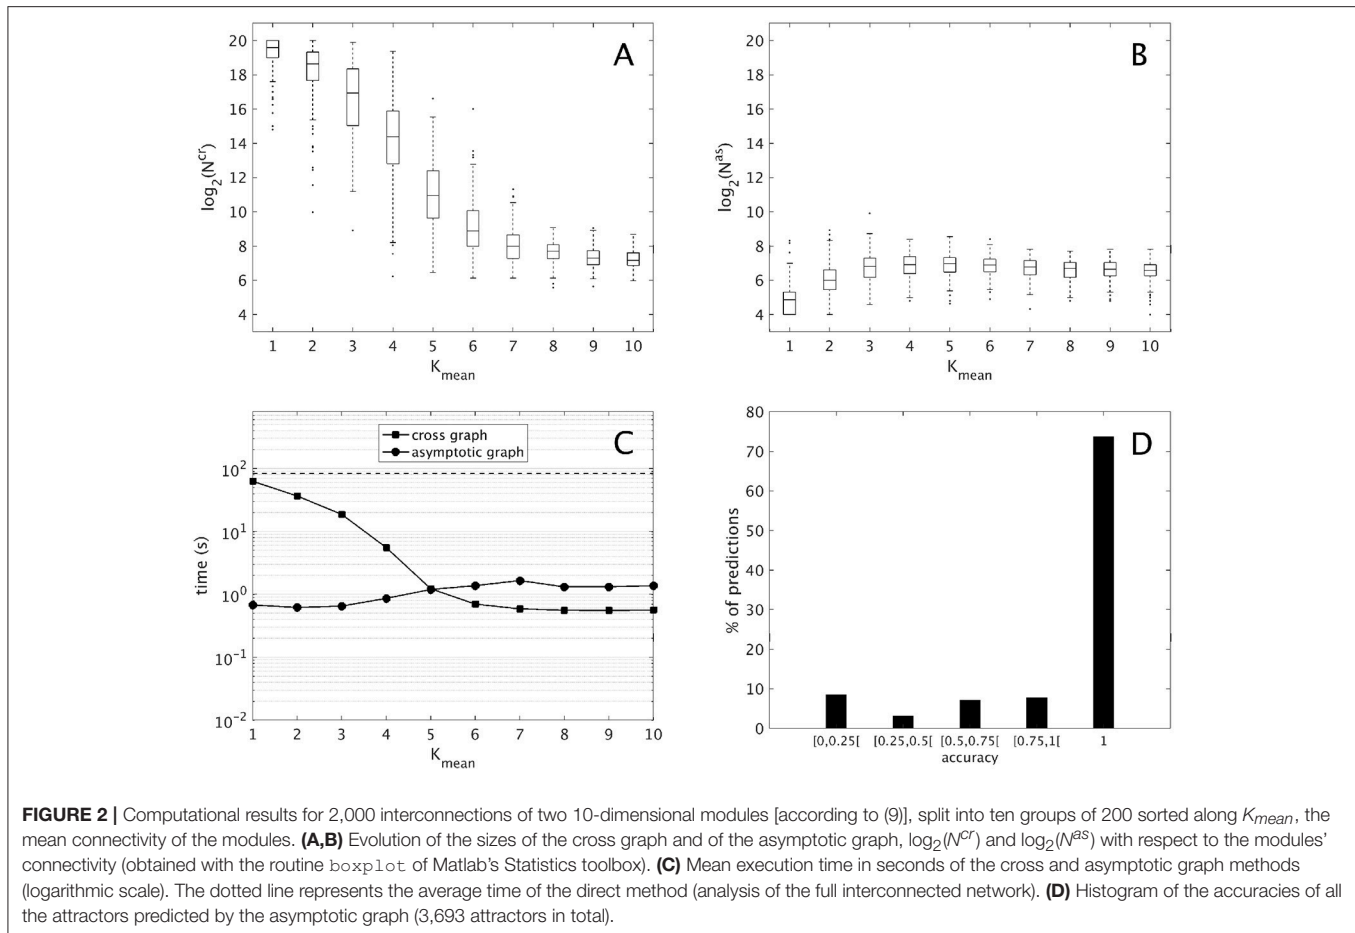 A
20
18
16
14
12
10
8
6
4
log2(N^cr)
1 2 3 4 5 6 7 8 9 10
K_mean
B
20
18
16
14
12
10
8
6
4
log2(N^as)
1 2 3 4 5 6 7 8 9 10
K_mean
C
cross graph
asymptotic graph
10^2
10^1
10^0
10^-1
10^-2
time (s)
1 2 3 4 5 6 7 8 9 10
K_mean
D
80
70
60
50
40
30
20
10
0
% of predictions
[0,0.25[ [0.25,0.5[ [0.5,0.75[ [0.75,1[ 1
accuracy
FIGURE 2 | Computational results for 2,000 interconnections of two 10-dimensional modules [according to (9)], split into ten groups of 200 sorted along K_mean, the
mean connectivity of the modules. (A,B) Evolution of the sizes of the cross graph and of the asymptotic graph, log2(N^cr) and log2(N^as) with respect to the modules'
connectivity (obtained with the routine boxplot of Matlab's Statistics toolbox). (C) Mean execution time in seconds of the cross and asymptotic graph methods
(logarithmic scale). The dotted line represents the average time of the direct method (analysis of the full interconnected network). (D) Histogram of the accuracies of all
the attractors predicted by the asymptotic graph (3,693 attractors in total).